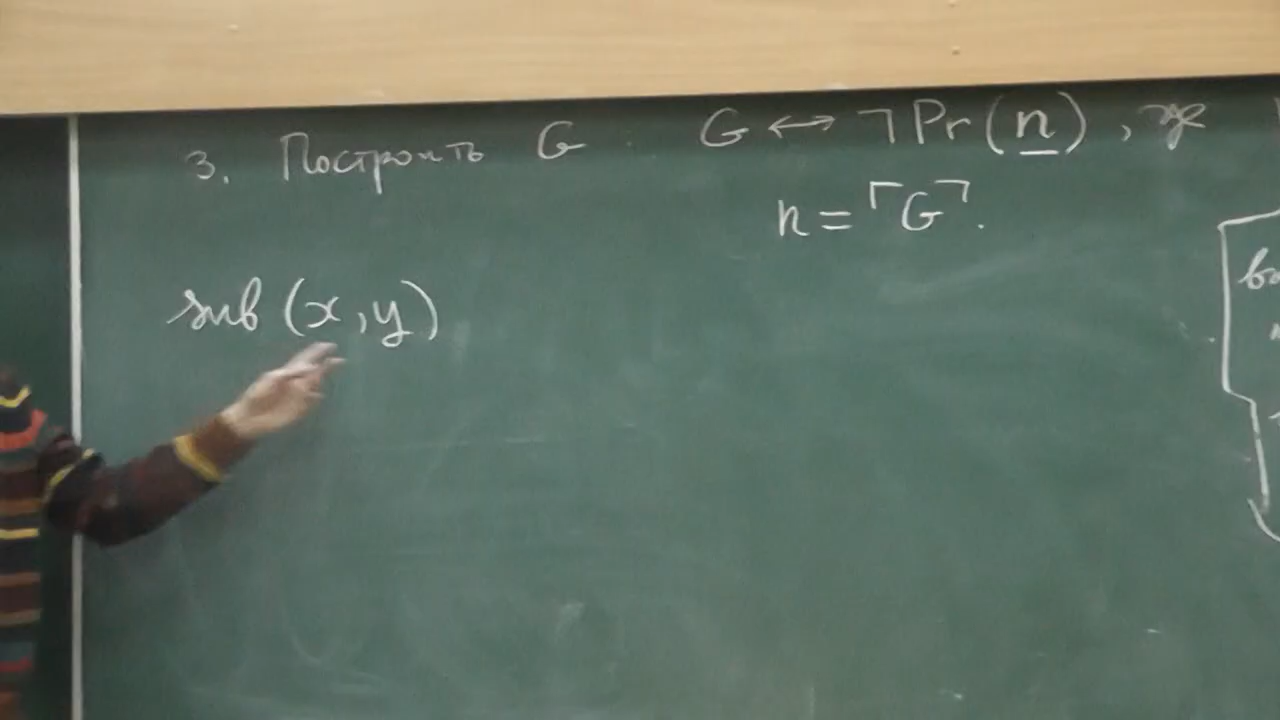 3. Построить G : G ↔ ¬Pr(n), где
n = ⌜G⌝.
sub (x, y)